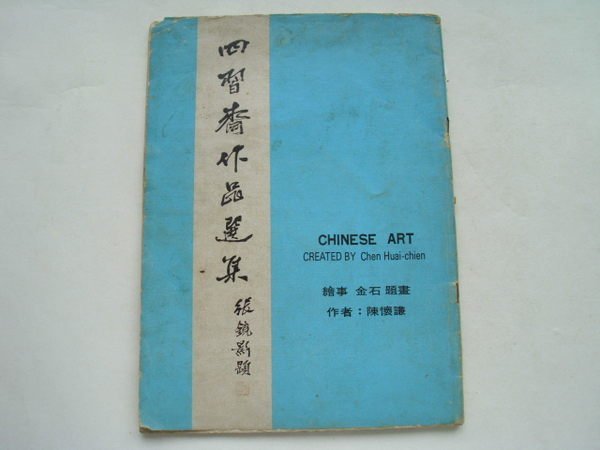 四習齋作品選集
張鏡影題
CHINESE ART
CREATED BY Chen Huai-chien
繪事 金石 題畫
作者：陳懷謙